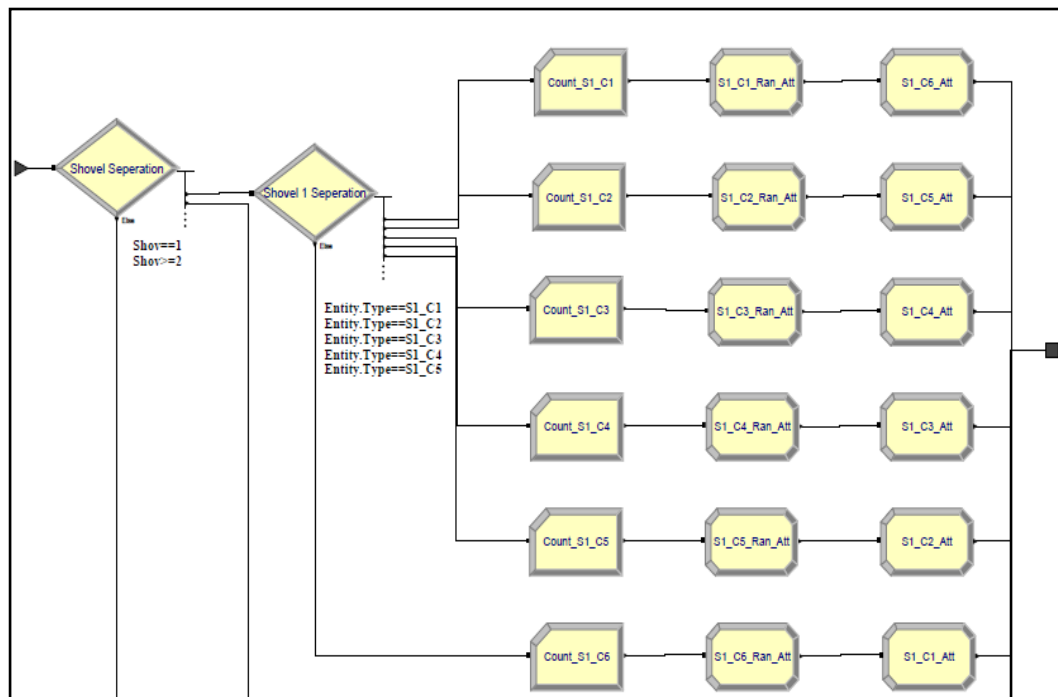 Count_S1_C1
S1_C1_Ran_Att
S1_C6_Att
Shovel Seperation
Else
Shov==1
Shov>=2
Shovel 1 Seperation
Else
Entity.Type==S1_C1
Entity.Type==S1_C2
Entity.Type==S1_C3
Entity.Type==S1_C4
Entity.Type==S1_C5
Count_S1_C2
S1_C2_Ran_Att
S1_C5_Att
Count_S1_C3
S1_C3_Ran_Att
S1_C4_Att
Count_S1_C4
S1_C4_Ran_Att
S1_C3_Att
Count_S1_C5
S1_C5_Ran_Att
S1_C2_Att
Count_S1_C6
S1_C6_Ran_Att
S1_C1_Att